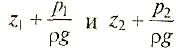 z₁ + p₁/ρg и z₂ + p₂/ρg